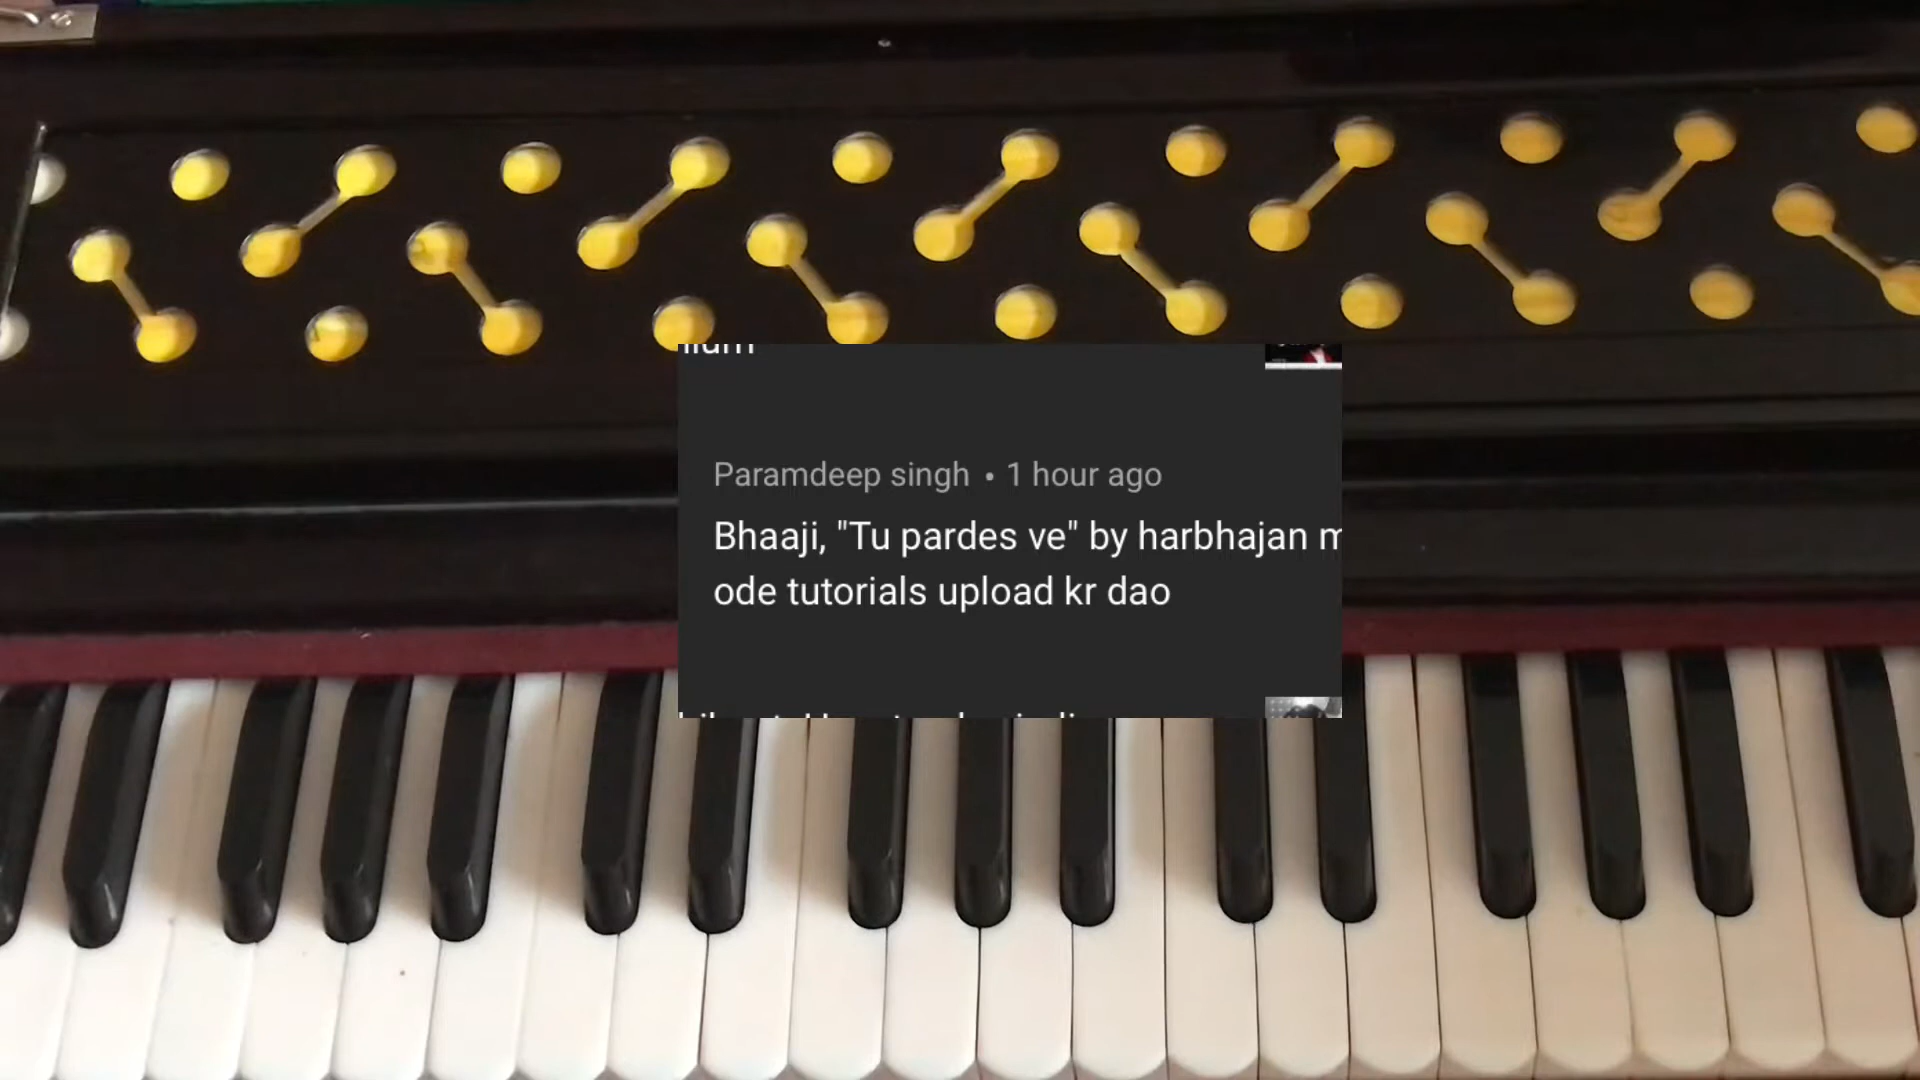 Paramdeep singh • 1 hour ago
Bhaaji, "Tu pardes ve" by harbhajan
ode tutorials upload kr dao